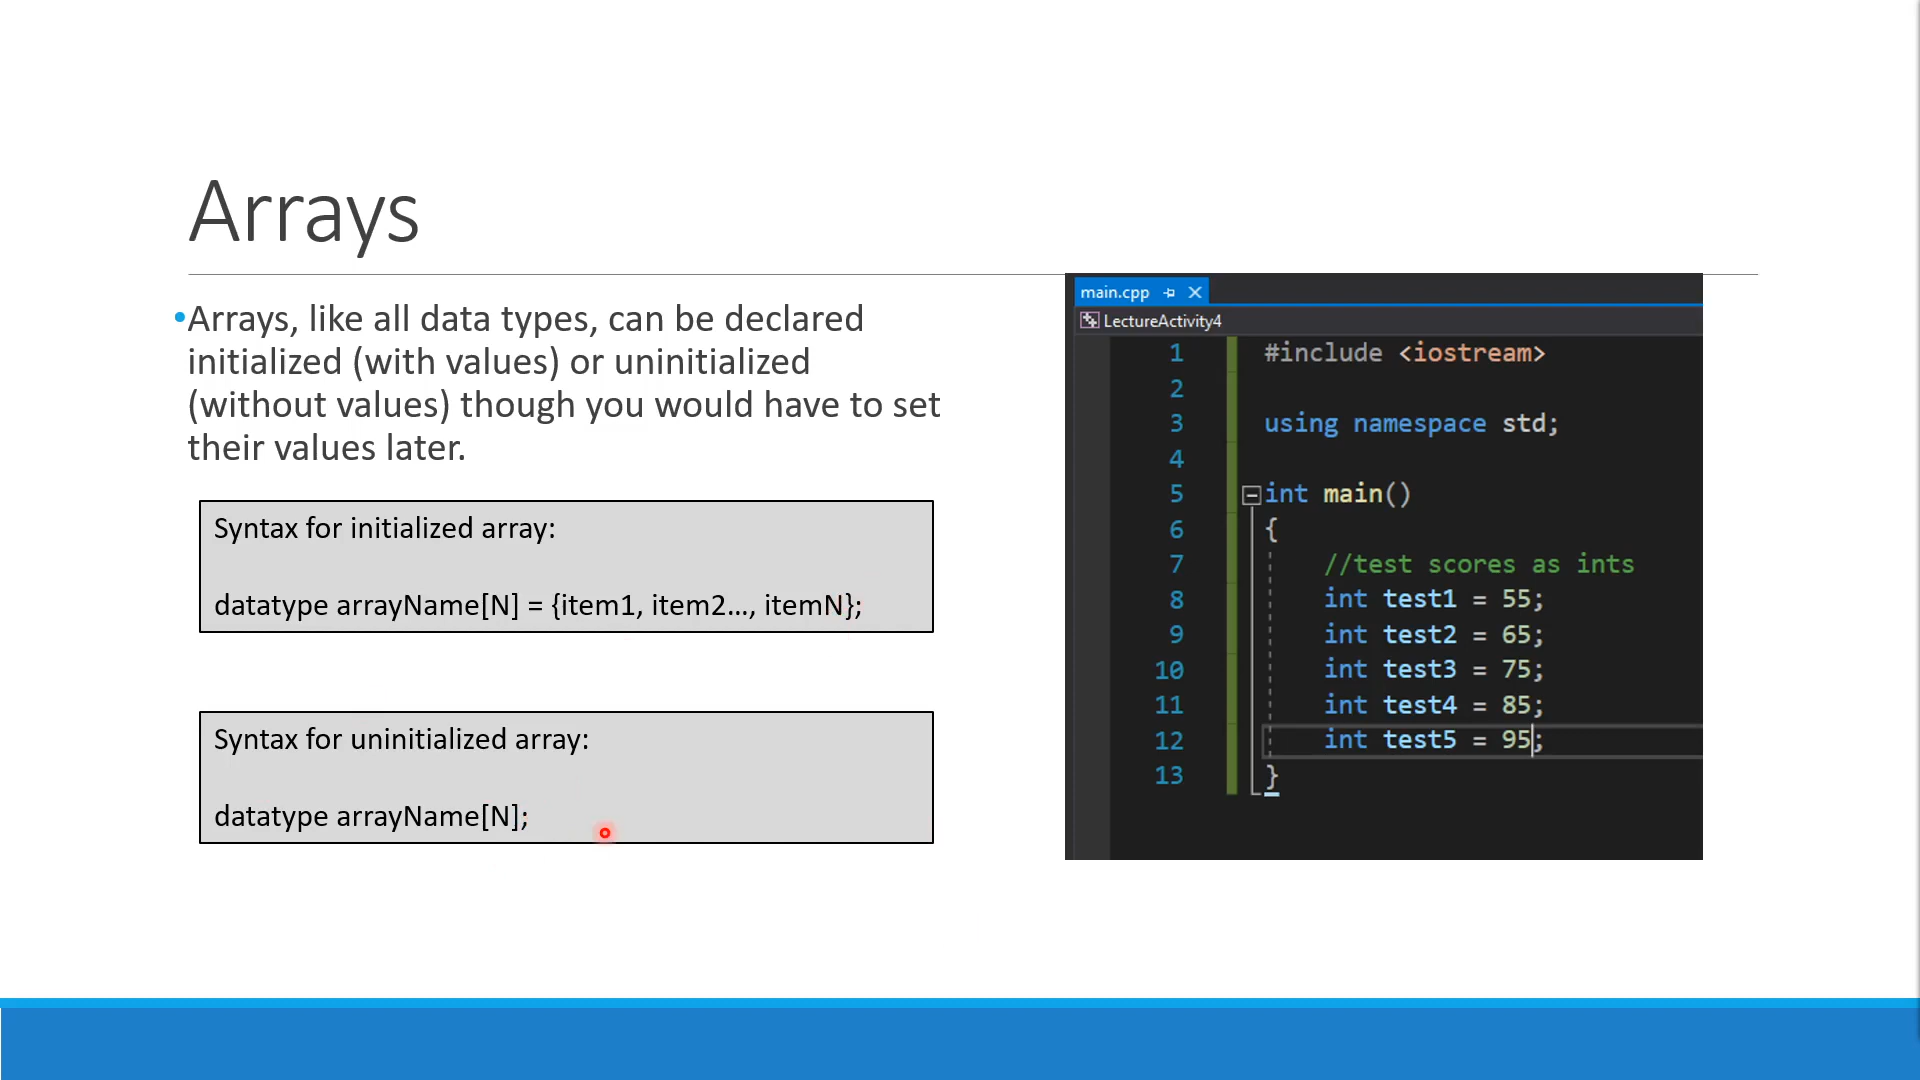 Arrays
•Arrays, like all data types, can be declared
initialized (with values) or uninitialized
(without values) though you would have to set
their values later.
Syntax for initialized array:
datatype arrayName[N] = {item1, item2..., itemN};
Syntax for uninitialized array:
datatype arrayName[N];
main.cpp
LectureActivity4
1 #include <iostream>
2
3 using namespace std;
4
5 int main()
6 {
7 //test scores as ints
8 int test1 = 55;
9 int test2 = 65;
10 int test3 = 75;
11 int test4 = 85;
12 int test5 = 95;
13 }